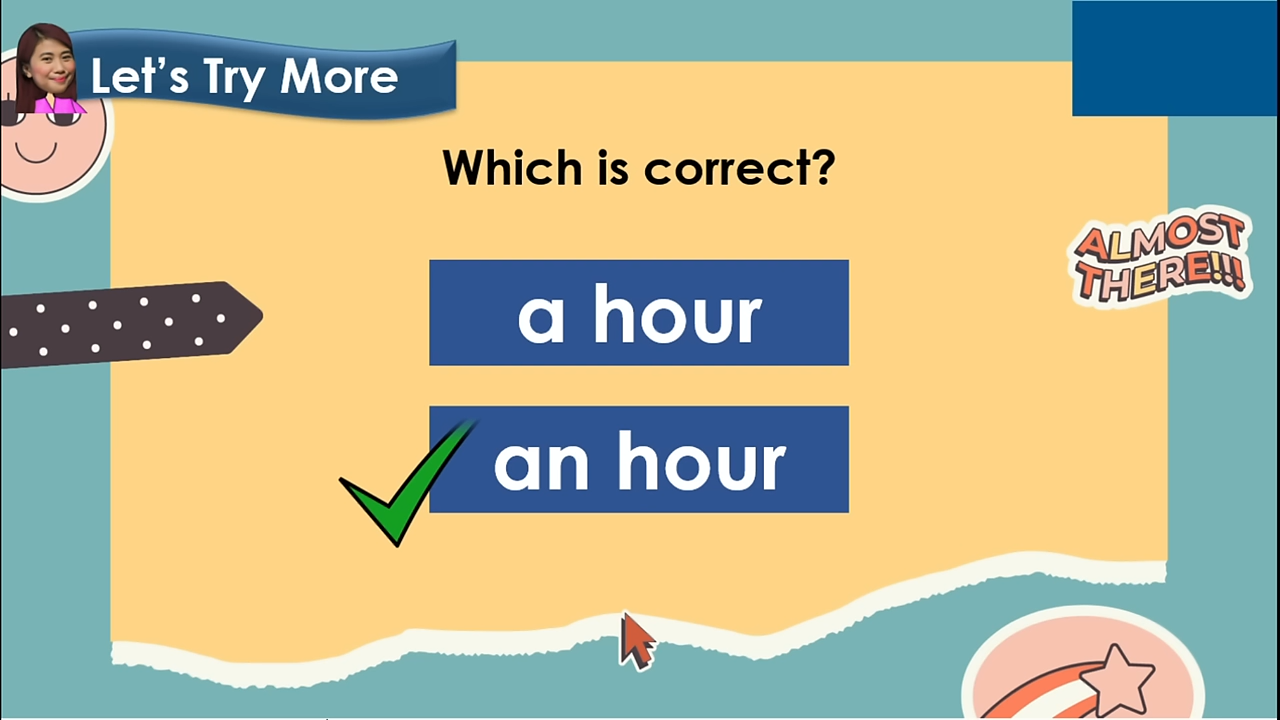 Let's Try More
Which is correct?
a hour
an hour
ALMOST
THERE!!!